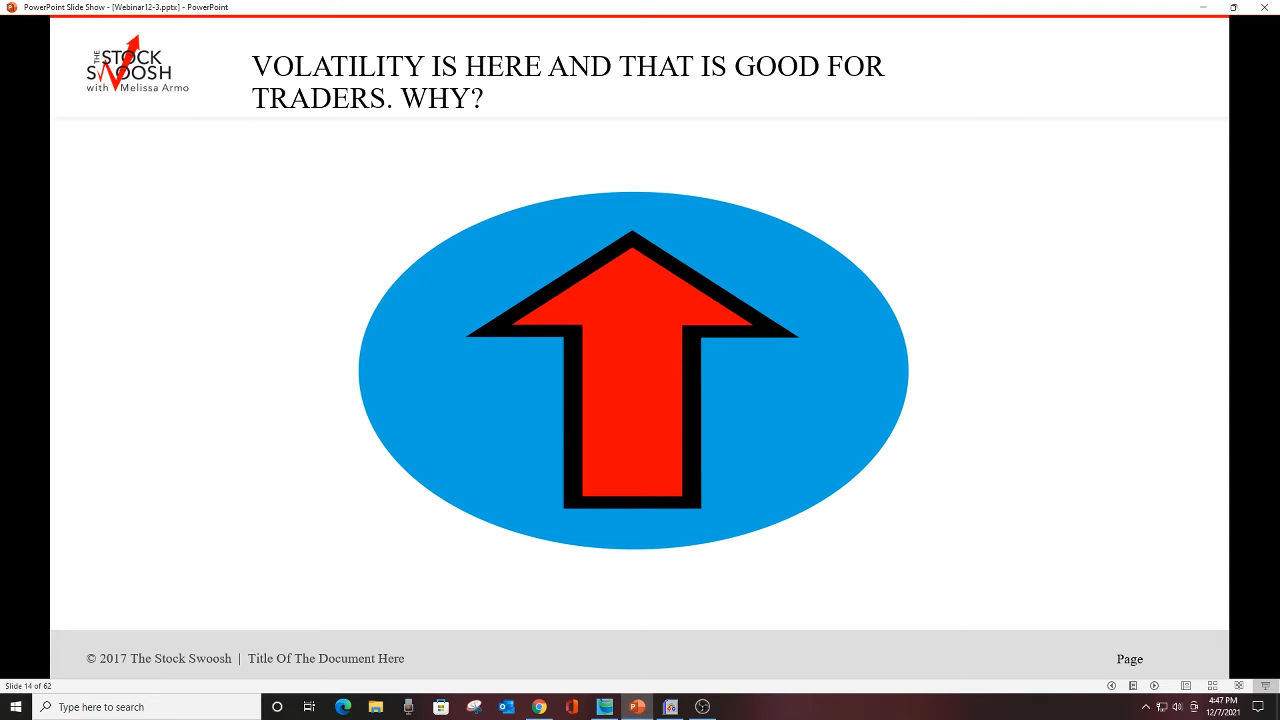 PowerPoint Slide Show - [Webinar12-3.pptx] - PowerPoint
THE STOCK
SWOOSH
with Melissa Armo
VOLATILITY IS HERE AND THAT IS GOOD FOR
TRADERS. WHY?
© 2017 The Stock Swoosh | Title Of The Document Here
Page
Slide 14 of 62
Type here to search
4:47 PM
12/7/2021